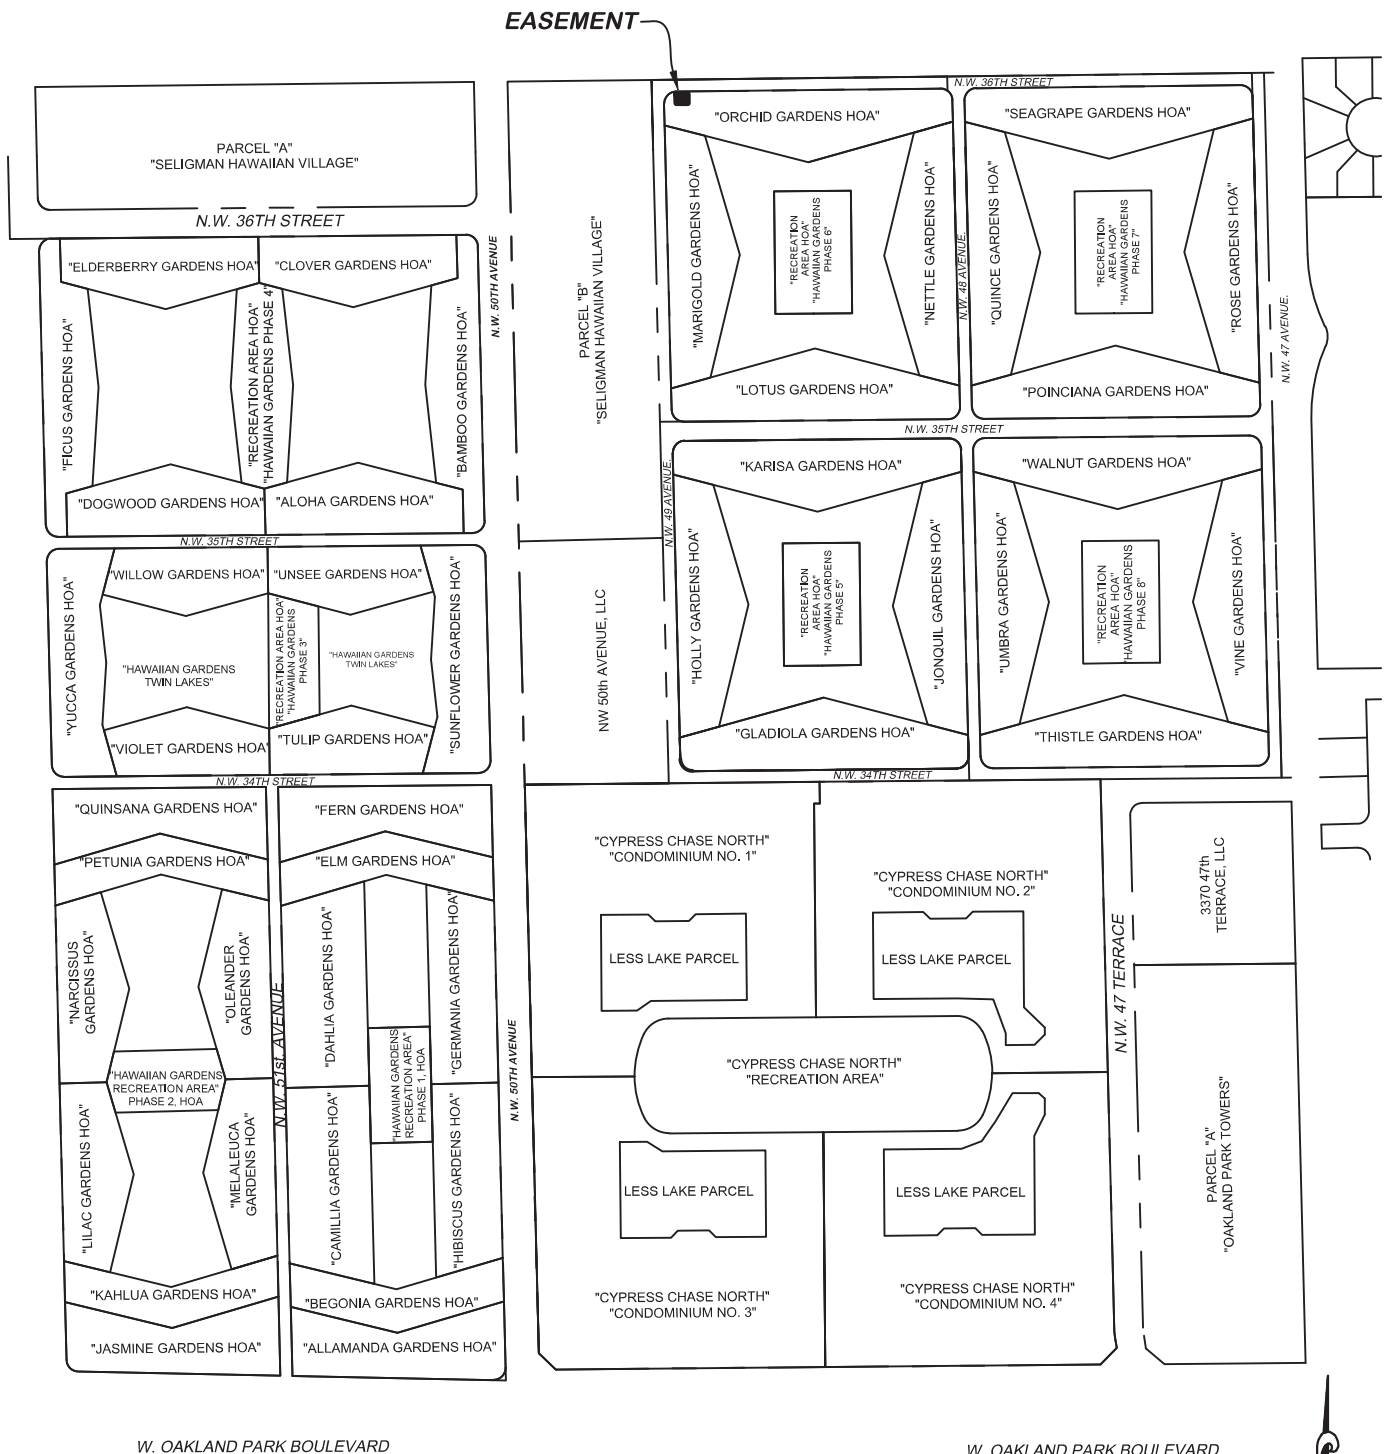 EASEMENT
N.W. 36TH STREET
PARCEL "A"
"SELIGMAN HAWAIIAN VILLAGE"
N.W. 36TH STREET
"ORCHID GARDENS HOA"
"SEAGRAPE GARDENS HOA"
"ELDERBERRY GARDENS HOA"
"CLOVER GARDENS HOA"
"FICUS GARDENS HOA"
"RECREATION AREA HOA"
"HAWAIIAN GARDENS PHASE 4"
"BAMBOO GARDENS HOA"
"DOGWOOD GARDENS HOA"
"ALOHA GARDENS HOA"
N.W. 50TH AVENUE
PARCEL "B"
"SELIGMAN HAWAIIAN VILLAGE"
"MARIGOLD GARDENS HOA"
"RECREATION
AREA HOA"
"HAWAIIAN GARDENS
PHASE 6"
"NETTLE GARDENS HOA"
N.W. 48 AVENUE.
"QUINCE GARDENS HOA"
"RECREATION
AREA HOA"
"HAWAIIAN GARDENS
PHASE 7"
"ROSE GARDENS HOA"
N.W. 47 AVENUE.
"LOTUS GARDENS HOA"
"POINCIANA GARDENS HOA"
N.W. 35TH STREET
"KARISA GARDENS HOA"
"WALNUT GARDENS HOA"
N.W. 49 AVENUE.
N.W. 35TH STREET
"WILLOW GARDENS HOA"
"UNSEE GARDENS HOA"
"YUCCA GARDENS HOA"
"HAWAIIAN GARDENS
TWIN LAKES"
"RECREATION AREA HOA"
"HAWAIIAN GARDENS
PHASE 3"
"HAWAIIAN GARDENS
TWIN LAKES"
"SUNFLOWER GARDENS HOA"
"VIOLET GARDENS HOA"
"TULIP GARDENS HOA"
NW 50th AVENUE, LLC
"HOLLY GARDENS HOA"
"RECREATION
AREA HOA"
"HAWAIIAN GARDENS
PHASE 5"
"JONQUIL GARDENS HOA"
"UMBRA GARDENS HOA"
"RECREATION
AREA HOA"
"HAWAIIAN GARDENS
PHASE 8"
"VINE GARDENS HOA"
"GLADIOLA GARDENS HOA"
"THISTLE GARDENS HOA"
N.W. 34TH STREET
N.W. 34TH STREET
"QUINSANA GARDENS HOA"
"FERN GARDENS HOA"
"PETUNIA GARDENS HOA"
"ELM GARDENS HOA"
"NARCISSUS
GARDENS HOA"
"OLEANDER
GARDENS HOA"
N.W. 51st. AVENUE
"DAHLIA GARDENS HOA"
"GERMANIA GARDENS HOA"
"HAWAIIAN GARDENS
RECREATION AREA"
PHASE 2, HOA
"HAWAIIAN GARDENS
RECREATION AREA"
PHASE 1, HOA
"LILAC GARDENS HOA"
"MELALEUCA
GARDENS HOA"
"CAMILLIA GARDENS HOA"
"HIBISCUS GARDENS HOA"
"KAHLUA GARDENS HOA"
"BEGONIA GARDENS HOA"
"JASMINE GARDENS HOA"
"ALLAMANDA GARDENS HOA"
N.W. 50TH AVENUE
"CYPRESS CHASE NORTH"
"CONDOMINIUM NO. 1"
"CYPRESS CHASE NORTH"
"CONDOMINIUM NO. 2"
LESS LAKE PARCEL
LESS LAKE PARCEL
"CYPRESS CHASE NORTH"
"RECREATION AREA"
LESS LAKE PARCEL
LESS LAKE PARCEL
"CYPRESS CHASE NORTH"
"CONDOMINIUM NO. 3"
"CYPRESS CHASE NORTH"
"CONDOMINIUM NO. 4"
N.W. 47 TERRACE
3370 47th
TERRACE, LLC
PARCEL "A"
"OAKLAND PARK TOWERS"
W. OAKLAND PARK BOULEVARD
W. OAKLAND PARK BOULEVARD